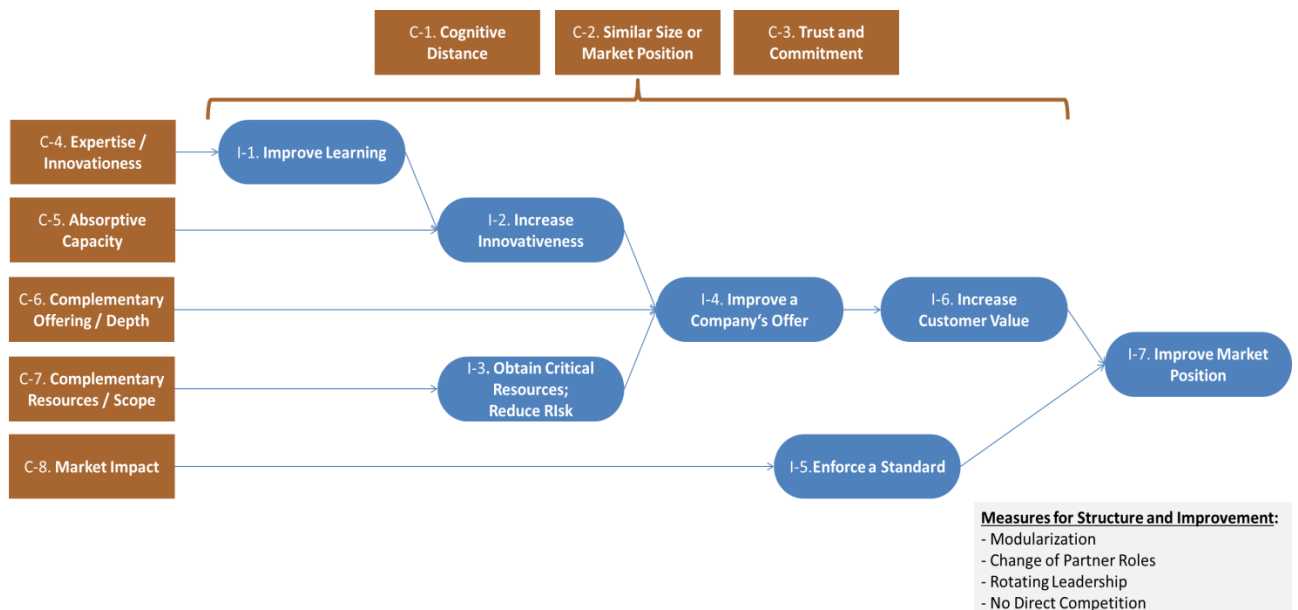 C-1. Cognitive
Distance
C-2. Similar Size or
Market Position
C-3. Trust and
Commitment
C-4. Expertise /
Innovationess
I-1. Improve Learning
C-5. Absorptive
Capacity
I-2. Increase
Innovativeness
C-6. Complementary
Offering / Depth
I-4. Improve a
Company‘s Offer
I-6. Increase
Customer Value
I-7. Improve Market
Position
C-7. Complementary
Resources / Scope
I-3. Obtain Critical
Resources;
Reduce RIsk
C-8. Market Impact
I-5.Enforce a Standard
Measures for Structure and Improvement:
- Modularization
- Change of Partner Roles
- Rotating Leadership
- No Direct Competition